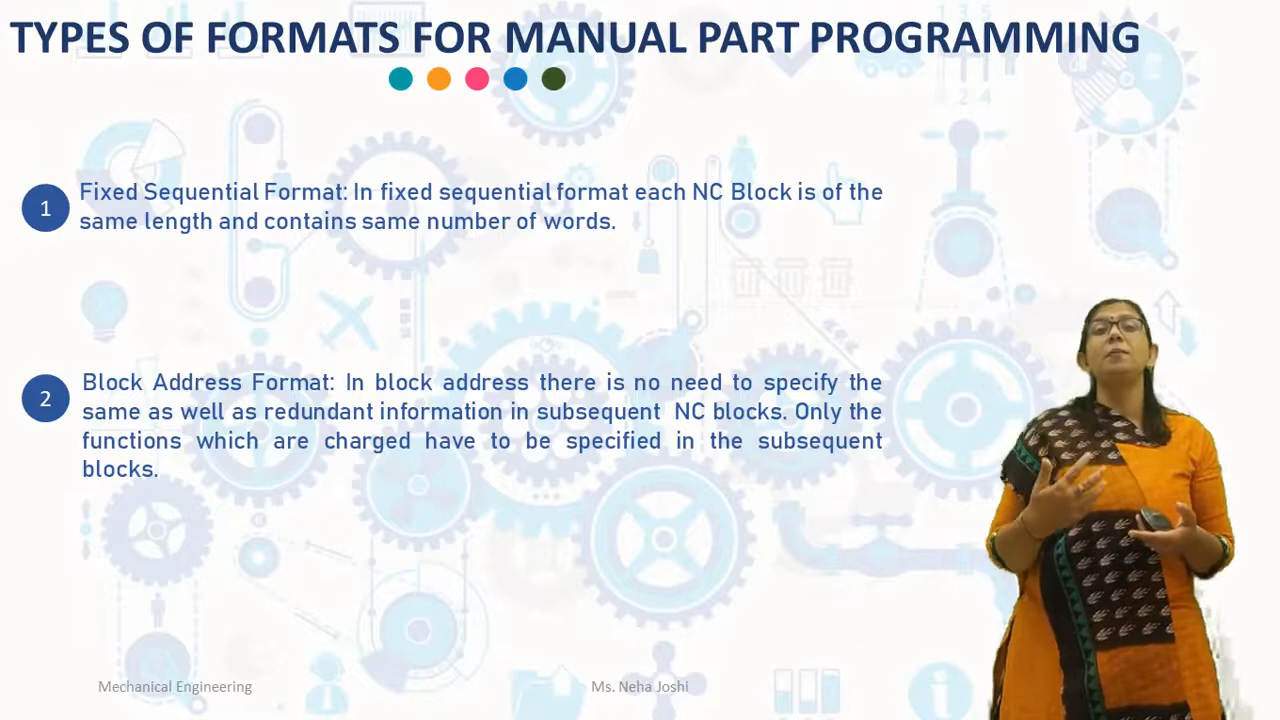 TYPES OF FORMATS FOR MANUAL PART PROGRAMMING
1
Fixed Sequential Format: In fixed sequential format each NC Block is of the
same length and contains same number of words.
2
Block Address Format: In block address there is no need to specify the
same as well as redundant information in subsequent NC blocks. Only the
functions which are charged have to be specified in the subsequent
blocks.
Mechanical Engineering
Ms. Neha Joshi